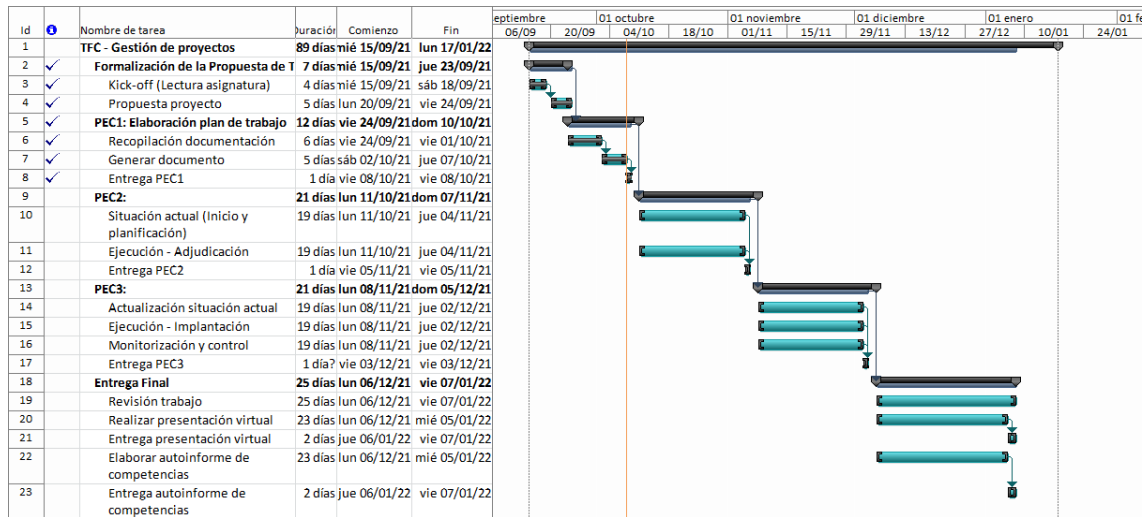 eptiembre 01 octubre 01 noviembre 01 diciembre 01 enero 01 fe
Id Nombre de tarea Duración Comienzo Fin 06/09 20/09 04/10 18/10 01/11 15/11 29/11 13/12 27/12 10/01 24/01
1 TFC - Gestión de proyectos 89 días mié 15/09/21 lun 17/01/22
2 Formalización de la Propuesta de T 7 días mié 15/09/21 jue 23/09/21
3 Kick-off (Lectura asignatura) 4 días mié 15/09/21 sáb 18/09/21
4 Propuesta proyecto 5 días lun 20/09/21 vie 24/09/21
5 PEC1: Elaboración plan de trabajo 12 días vie 24/09/21 dom 10/10/21
6 Recopilación documentación 6 días vie 24/09/21 vie 01/10/21
7 Generar documento 5 días sáb 02/10/21 jue 07/10/21
8 Entrega PEC1 1 día vie 08/10/21 vie 08/10/21
9 PEC2: 21 días lun 11/10/21 dom 07/11/21
10 Situación actual (Inicio y 19 días lun 11/10/21 jue 04/11/21
planificación)
11 Ejecución - Adjudicación 19 días lun 11/10/21 jue 04/11/21
12 Entrega PEC2 1 día vie 05/11/21 vie 05/11/21
13 PEC3: 21 días lun 08/11/21 dom 05/12/21
14 Actualización situación actual 19 días lun 08/11/21 jue 02/12/21
15 Ejecución - Implantación 19 días lun 08/11/21 jue 02/12/21
16 Monitorización y control 19 días lun 08/11/21 jue 02/12/21
17 Entrega PEC3 1 día? vie 03/12/21 vie 03/12/21
18 Entrega Final 25 días lun 06/12/21 vie 07/01/22
19 Revisión trabajo 25 días lun 06/12/21 vie 07/01/22
20 Realizar presentación virtual 23 días lun 06/12/21 mié 05/01/22
21 Entrega presentación virtual 2 días jue 06/01/22 vie 07/01/22
22 Elaborar autoinforme de 23 días lun 06/12/21 mié 05/01/22
competencias
23 Entrega autoinforme de 2 días jue 06/01/22 vie 07/01/22
competencias